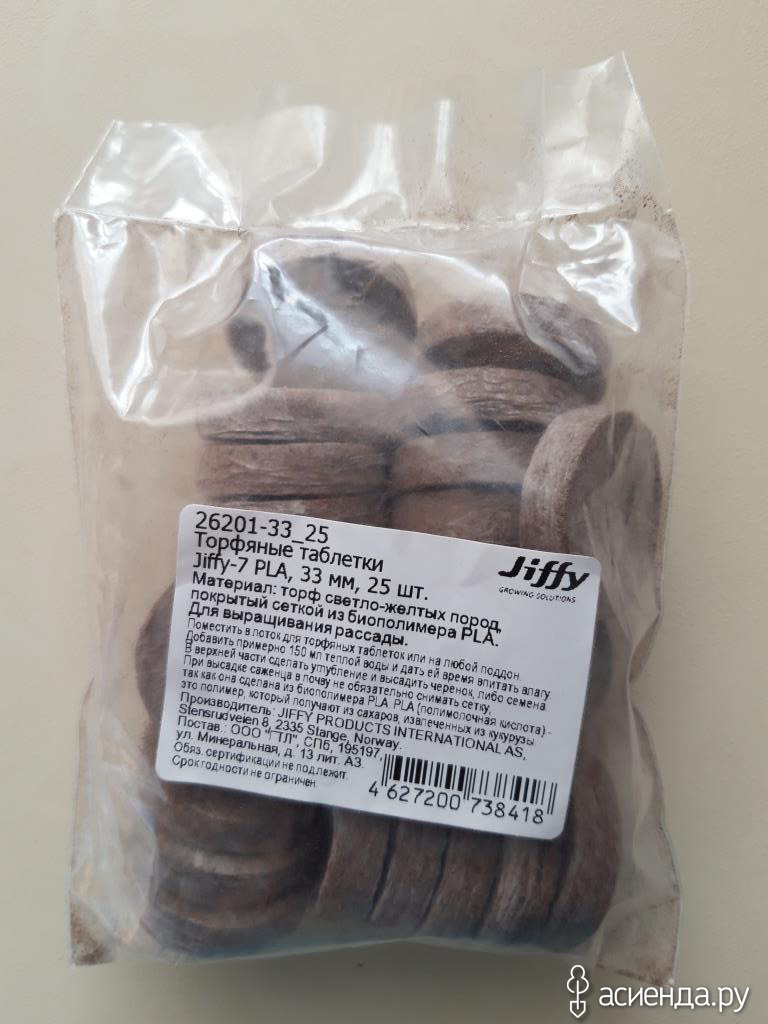 26201-33_25
Торфяные таблетки
Jiffy-7 PLA, 33 мм, 25 шт.
Jiffy
GROWING SOLUTIONS
Материал: торф светло-желтых пород,
покрытый сеткой из биополимера PLA.
Для выращивания рассады.
Поместить в лоток для торфяных таблеток или на любой поддон.
Добавить примерно 150 мл теплой воды и дать ей время впитать влагу.
В верхней части сделать углубление и высадить черенок, либо семена
При высадке саженца в почву не обязательно снимать сетку,
так как она сделана из биополимера PLA. PLA (полимолочная кислота) -
это полимер, который получают из сахаров, извлеченных из кукурузы.
Производитель: JIFFY PRODUCTS INTERNATIONAL AS,
Stensrudveien 8, 2335 Stange, Norway.
Постав.: ООО "ГТЛ", СПб, 195197,
ул. Минеральная, д. 13 лит. А3.
Обяз. сертификации не подлежит.
Срок годности не ограничен.
4 627200 738418
асиенда.ру